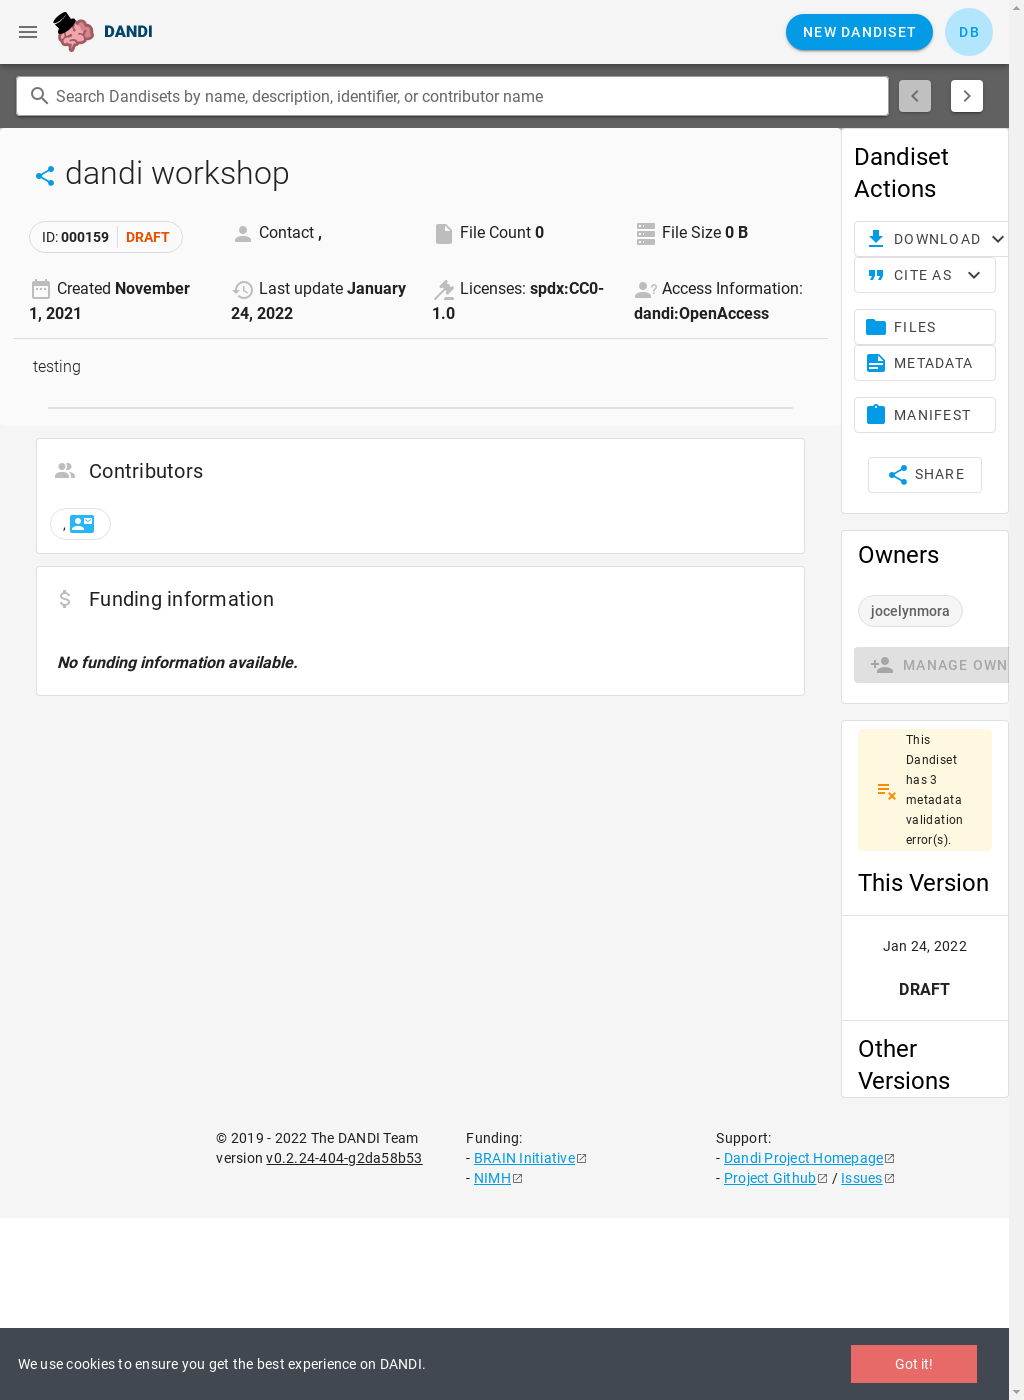 DANDI
NEW DANDISET
DB
Search Dandisets by name, description, identifier, or contributor name
dandi workshop
ID: 000159 DRAFT
Contact ,
File Count 0
File Size 0 B
Created November 1, 2021
Last update January 24, 2022
Licenses: spdx:CC0-1.0
Access Information: dandi:OpenAccess
testing
Contributors
,
Funding information
No funding information available.
Dandiset
Actions
DOWNLOAD
CITE AS
FILES
METADATA
MANIFEST
SHARE
Owners
jocelynmora
MANAGE OWN
This
Dandiset
has 3
metadata
validation
error(s).
This Version
Jan 24, 2022
DRAFT
Other
Versions
© 2019 - 2022 The DANDI Team
version v0.2.24-404-g2da58b53
Funding:
- BRAIN Initiative
- NIMH
Support:
- Dandi Project Homepage
- Project Github / Issues
We use cookies to ensure you get the best experience on DANDI.
Got it!